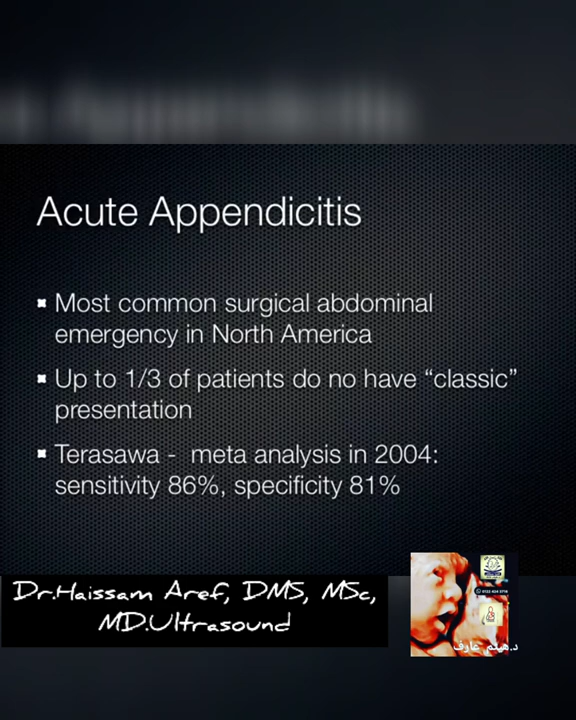 Acute Appendicitis
Most common surgical abdominal
emergency in North America
Up to 1/3 of patients do no have “classic”
presentation
Terasawa - meta analysis in 2004:
sensitivity 86%, specificity 81%
Dr.Haissam Aref, DMS, MSc,
MD.Ultrasound
د.هيثم عارف